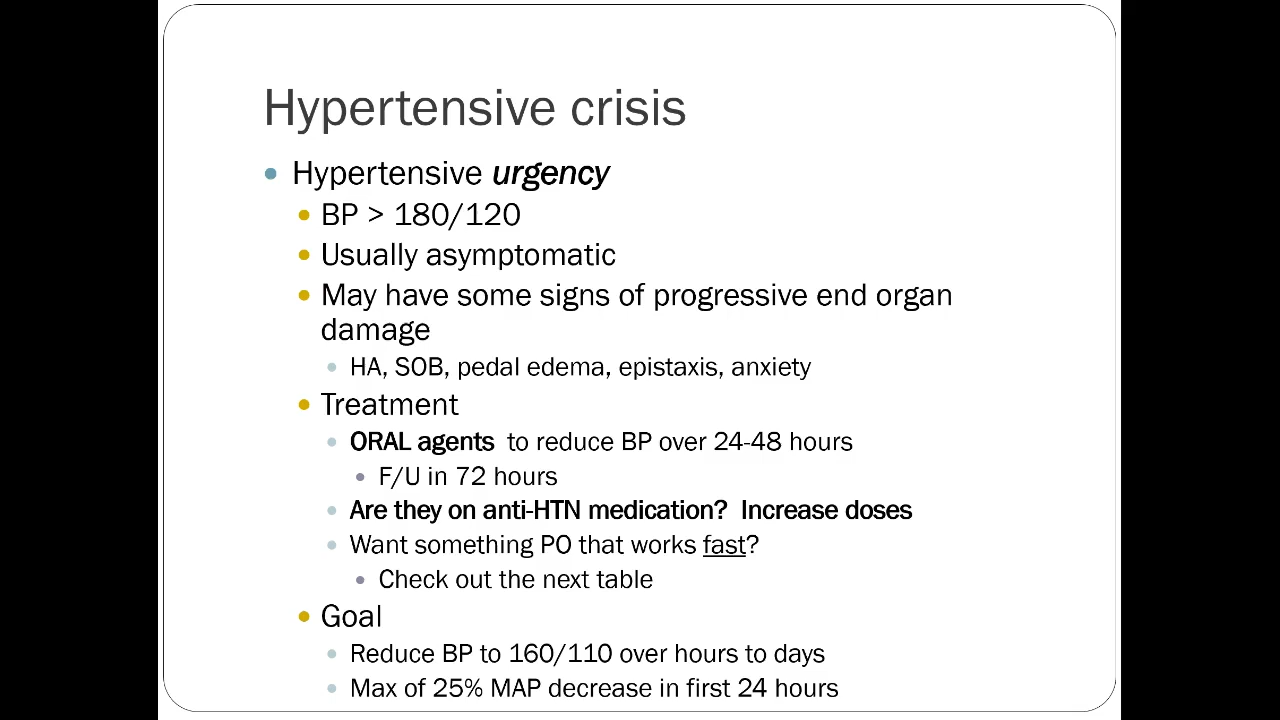 Hypertensive crisis
Hypertensive urgency
BP > 180/120
Usually asymptomatic
May have some signs of progressive end organ
damage
HA, SOB, pedal edema, epistaxis, anxiety
Treatment
ORAL agents to reduce BP over 24-48 hours
F/U in 72 hours
Are they on anti-HTN medication? Increase doses
Want something PO that works fast?
Check out the next table
Goal
Reduce BP to 160/110 over hours to days
Max of 25% MAP decrease in first 24 hours